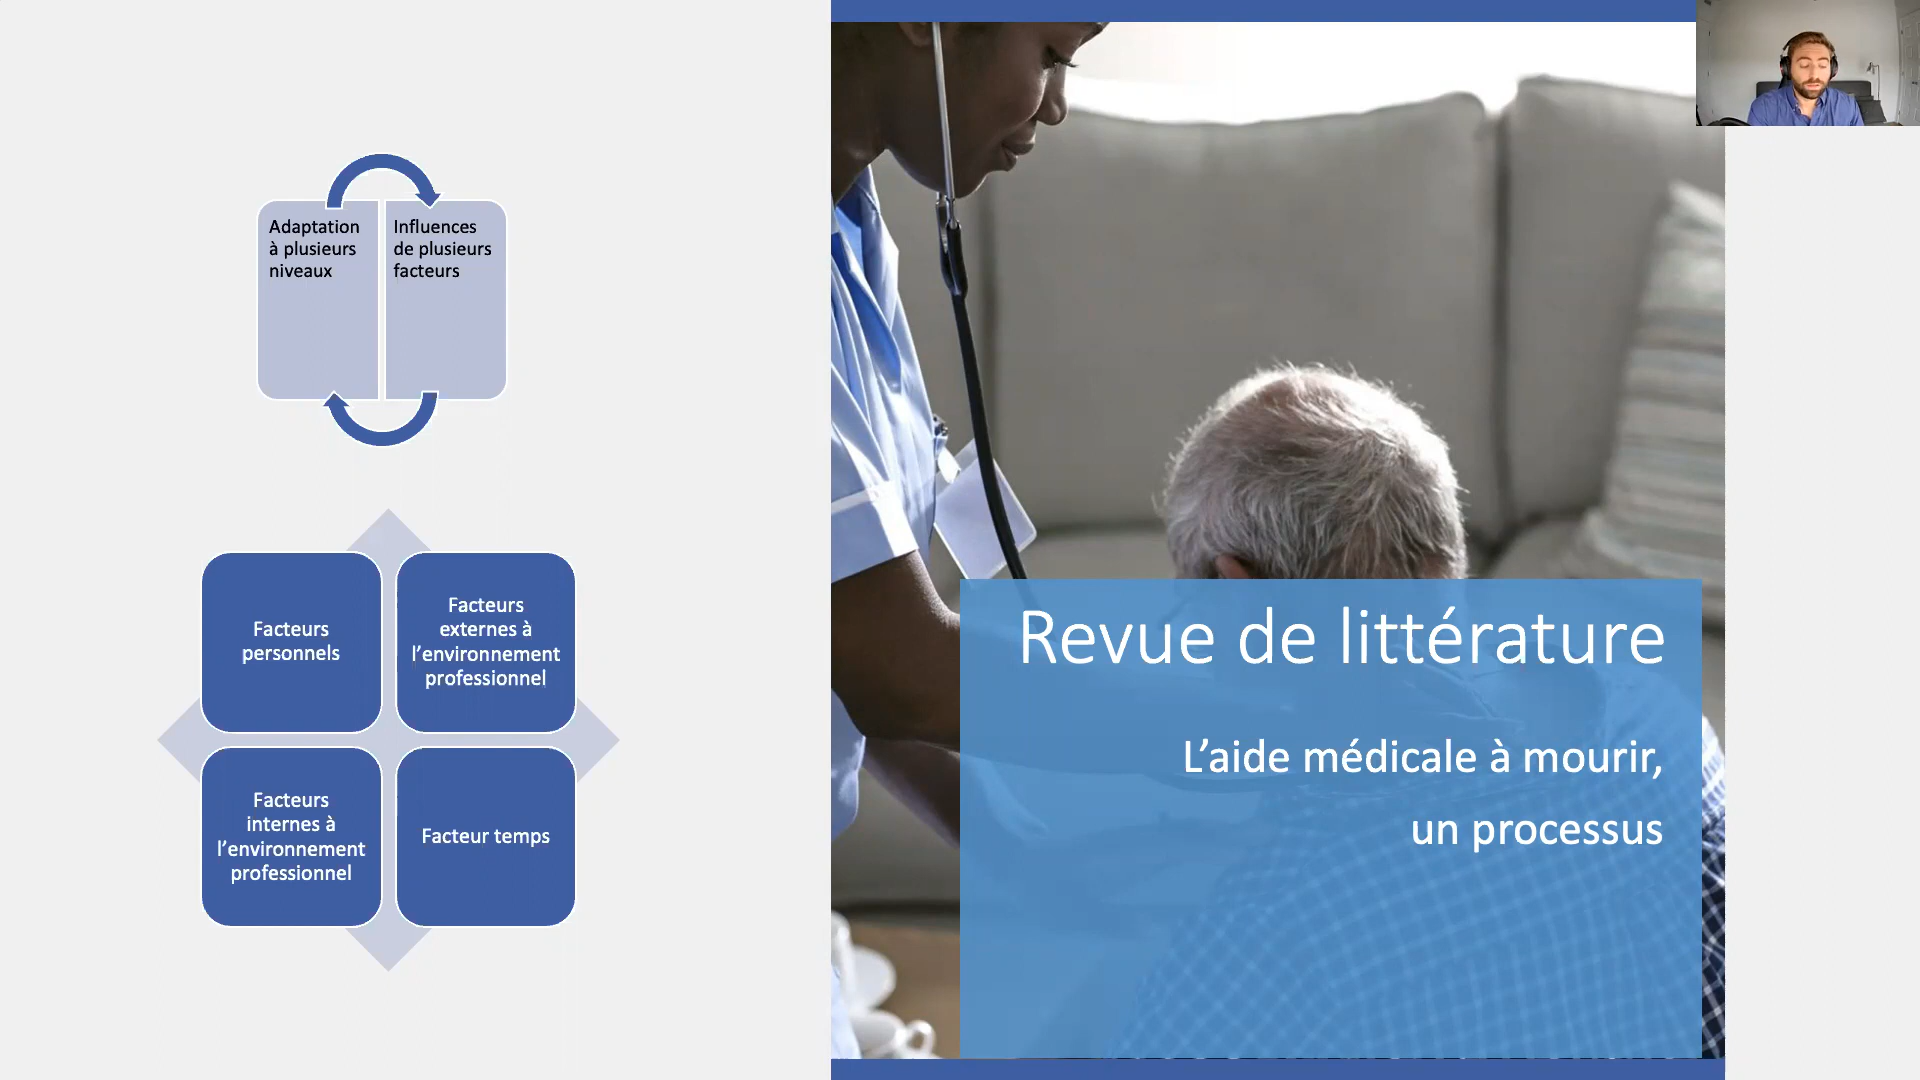 Adaptation
à plusieurs
niveaux
Influences
de plusieurs
facteurs
Facteurs
personnels
Facteurs
externes à
l’environnement
professionnel
Facteurs
internes à
l’environnement
professionnel
Facteur temps
Revue de littérature
L’aide médicale à mourir,
un processus